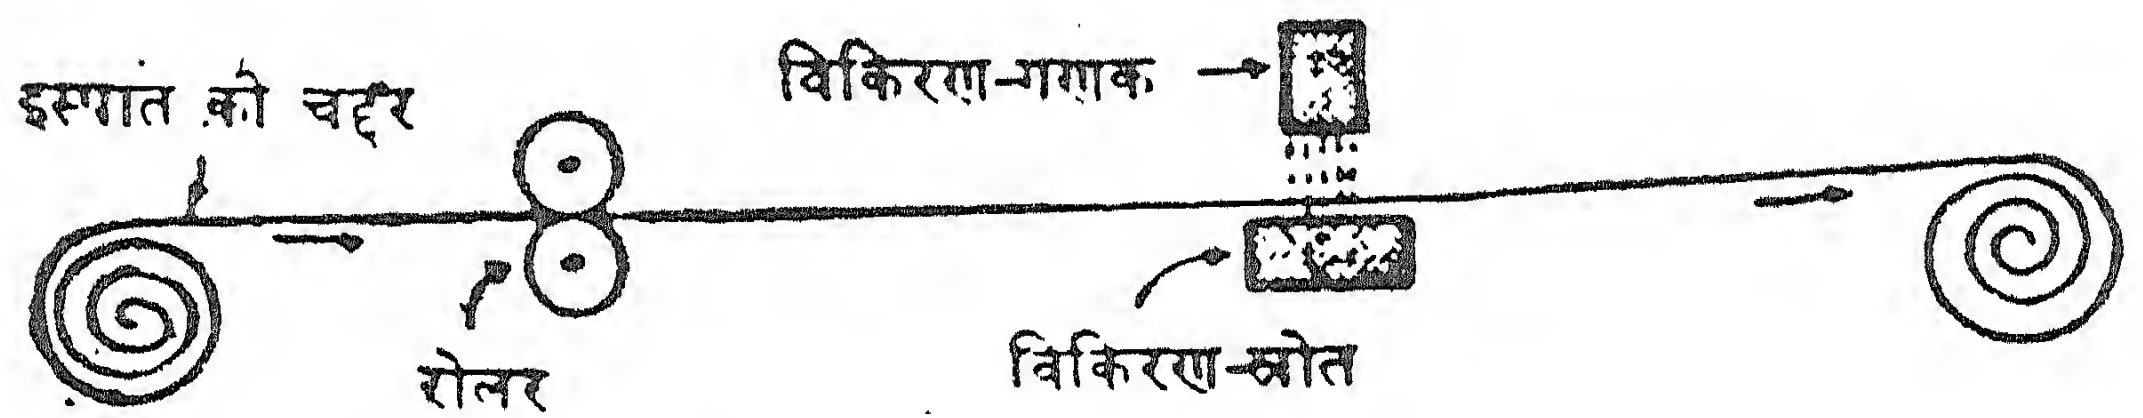 विकिरण-गणक
इस्पात की चद्दर
रोलर
विकिरण-स्रोत